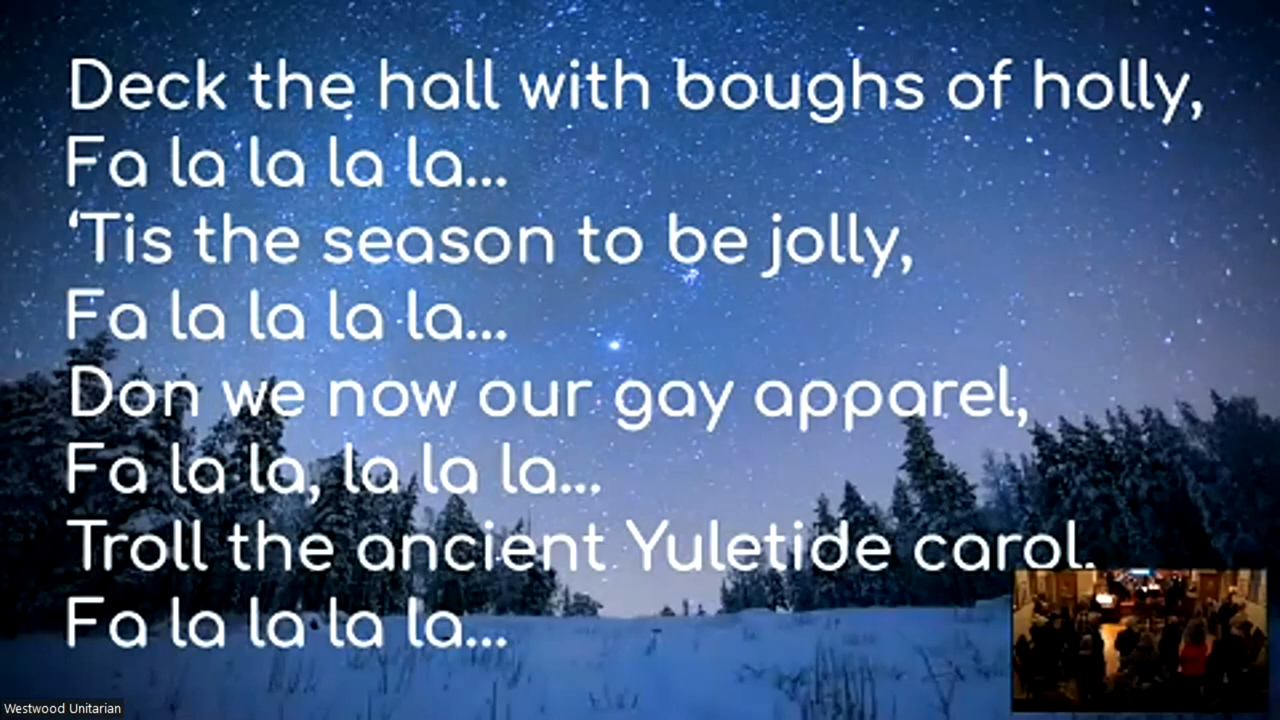 Deck the hall with boughs of holly,
Fa la la la la...
‘Tis the season to be jolly,
Fa la la la la...
Don we now our gay apparel,
Fa la la, la la la...
Troll the ancient Yuletide carol.
Fa la la la la...
Westwood Unitarian